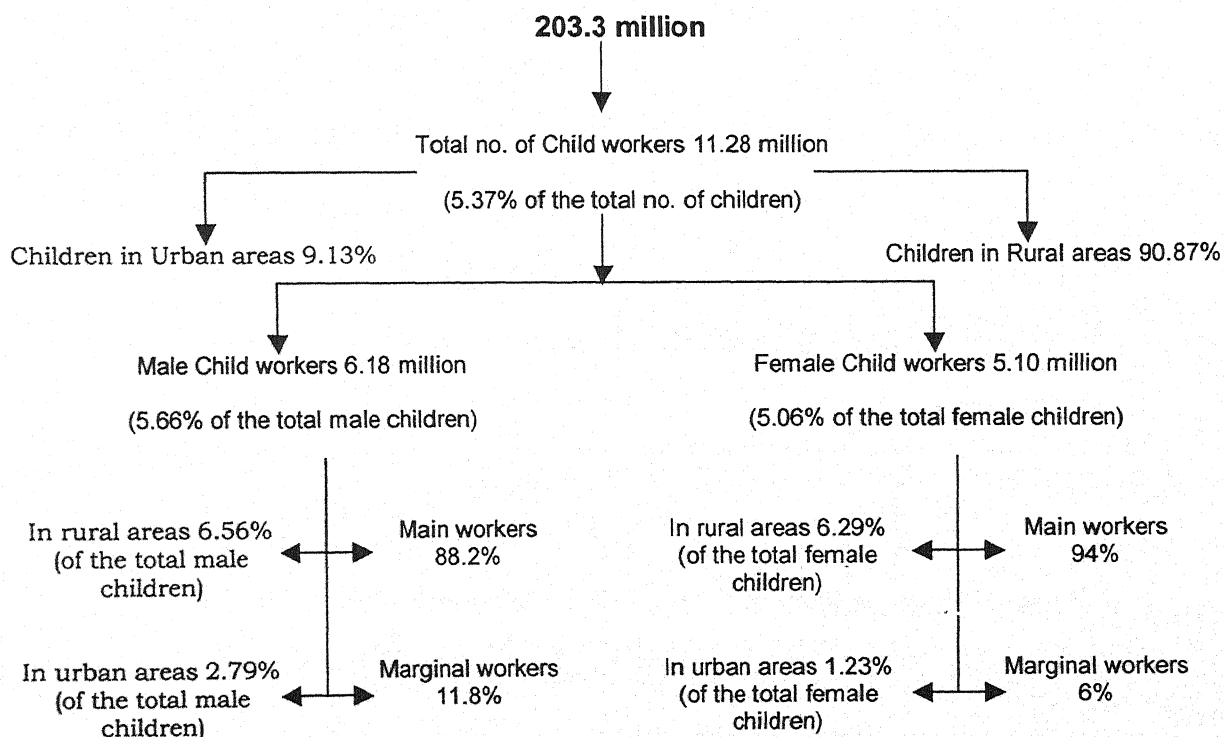 203.3 million
Total no. of Child workers 11.28 million
(5.37% of the total no. of children)
Children in Urban areas 9.13%
Children in Rural areas 90.87%
Male Child workers 6.18 million
(5.66% of the total male children)
Female Child workers 5.10 million
(5.06% of the total female children)
In rural areas 6.56%
(of the total male
children)
Main workers
88.2%
In rural areas 6.29%
(of the total female
children)
Main workers
94%
In urban areas 2.79%
(of the total male
children)
Marginal workers
11.8%
In urban areas 1.23%
(of the total female
children)
Marginal workers
6%